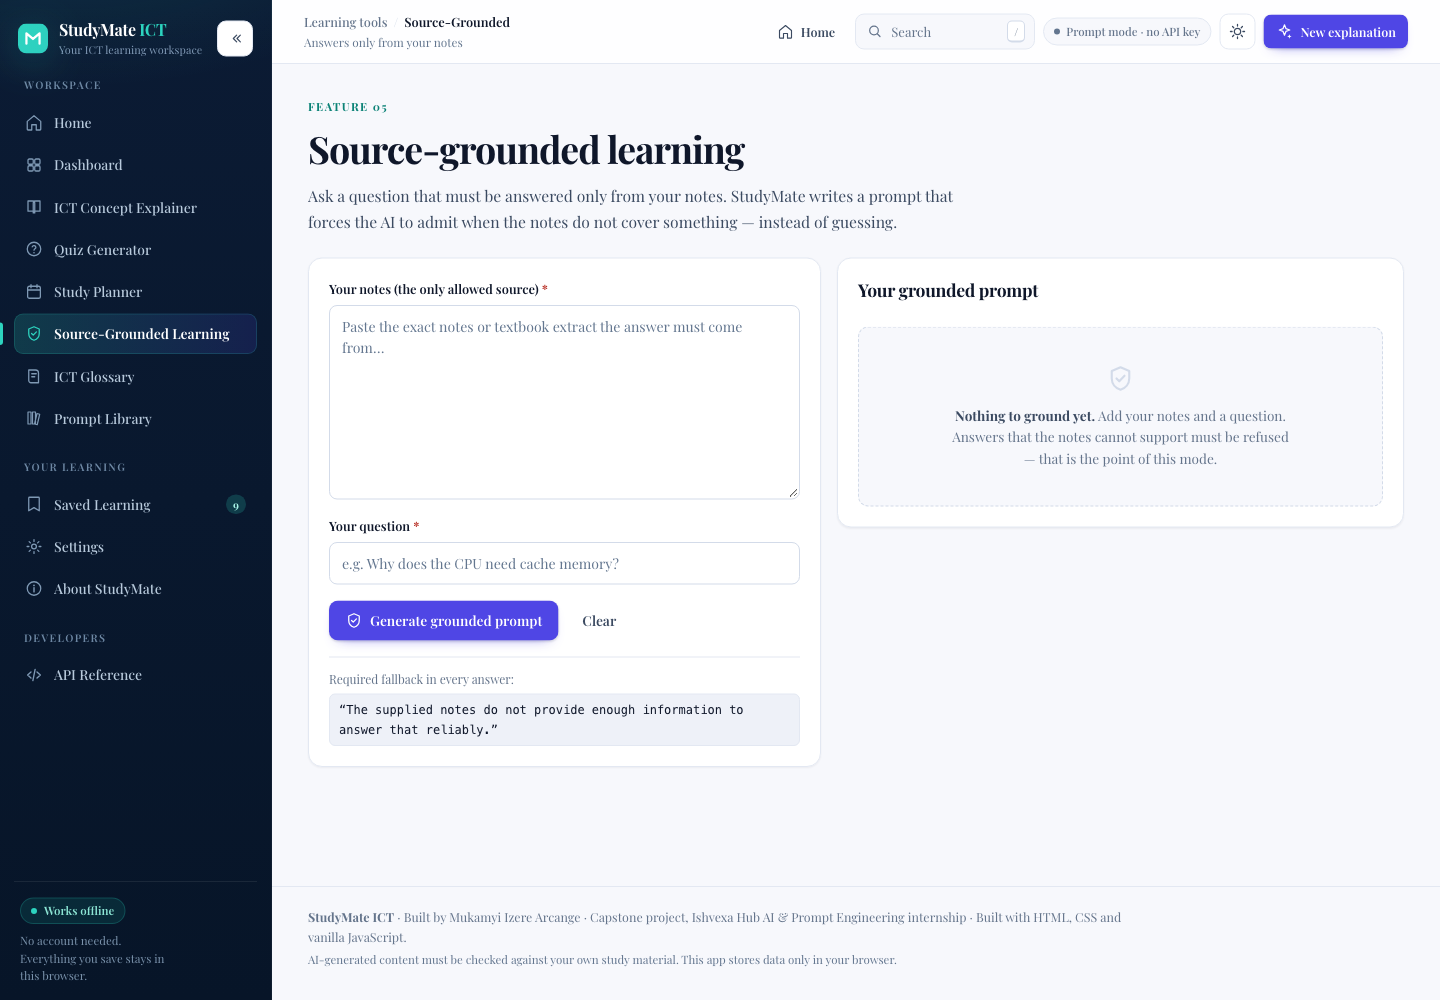 StudyMate ICT
Your ICT learning workspace
WORKSPACE
Home
Dashboard
ICT Concept Explainer
Quiz Generator
Study Planner
Source-Grounded Learning
ICT Glossary
Prompt Library
YOUR LEARNING
Saved Learning 9
Settings
About StudyMate
DEVELOPERS
API Reference
Works offline
No account needed.
Everything you save stays in
this browser.
Learning tools / Source-Grounded
Answers only from your notes
Home
Search /
Prompt mode · no API key
New explanation
FEATURE 05
Source-grounded learning
Ask a question that must be answered only from your notes. StudyMate writes a prompt that
forces the AI to admit when the notes do not cover something — instead of guessing.
Your notes (the only allowed source) *
Paste the exact notes or textbook extract the answer must come
from...
Your question *
e.g. Why does the CPU need cache memory?
Generate grounded prompt
Clear
Required fallback in every answer:
“The supplied notes do not provide enough information to
answer that reliably.”
Your grounded prompt
Nothing to ground yet. Add your notes and a question.
Answers that the notes cannot support must be refused
— that is the point of this mode.
StudyMate ICT · Built by Mukamyi Izere Arcange · Capstone project, Ishvexa Hub AI & Prompt Engineering internship · Built with HTML, CSS and
vanilla JavaScript.
AI-generated content must be checked against your own study material. This app stores data only in your browser.